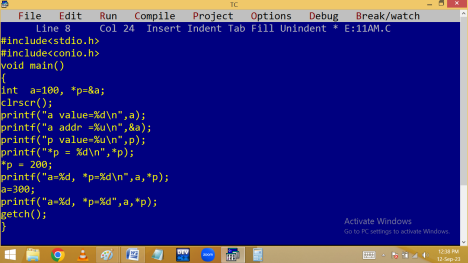 TC
File Edit Run Compile Project Options Debug Break/watch
Line 8 Col 24 Insert Indent Tab Fill Unindent * E:11AM.C
#include<stdio.h>
#include<conio.h>
void main()
{
int a=100, *p=&a;
clrscr();
printf("a value=%d\n",a);
printf("a addr =%u\n",&a);
printf("p value=%u\n",p);
printf("*p = %d\n",*p);
*p = 200;
printf("a=%d, *p=%d\n",a,*p);
a=300;
printf("a=%d, *p=%d",a,*p);
getch();
}
Activate Windows
Go to PC settings to activate Windows.
DEV
zoom
12:38 PM
12-Sep-23